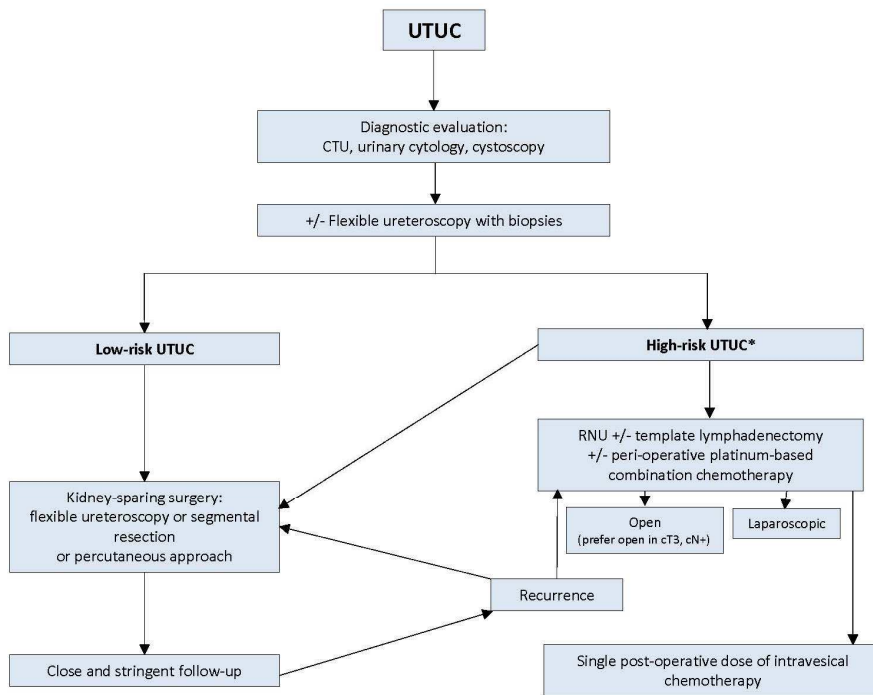 UTUC
Diagnostic evaluation:
CTU, urinary cytology, cystoscopy
+/- Flexible ureteroscopy with biopsies
Low-risk UTUC
High-risk UTUC*
RNU +/- template lymphadenectomy
+/- peri-operative platinum-based
combination chemotherapy
Kidney-sparing surgery:
flexible ureteroscopy or segmental
resection
or percutaneous approach
Open
(prefer open in cT3, cN+)
Laparoscopic
Recurrence
Close and stringent follow-up
Single post-operative dose of intravesical
chemotherapy